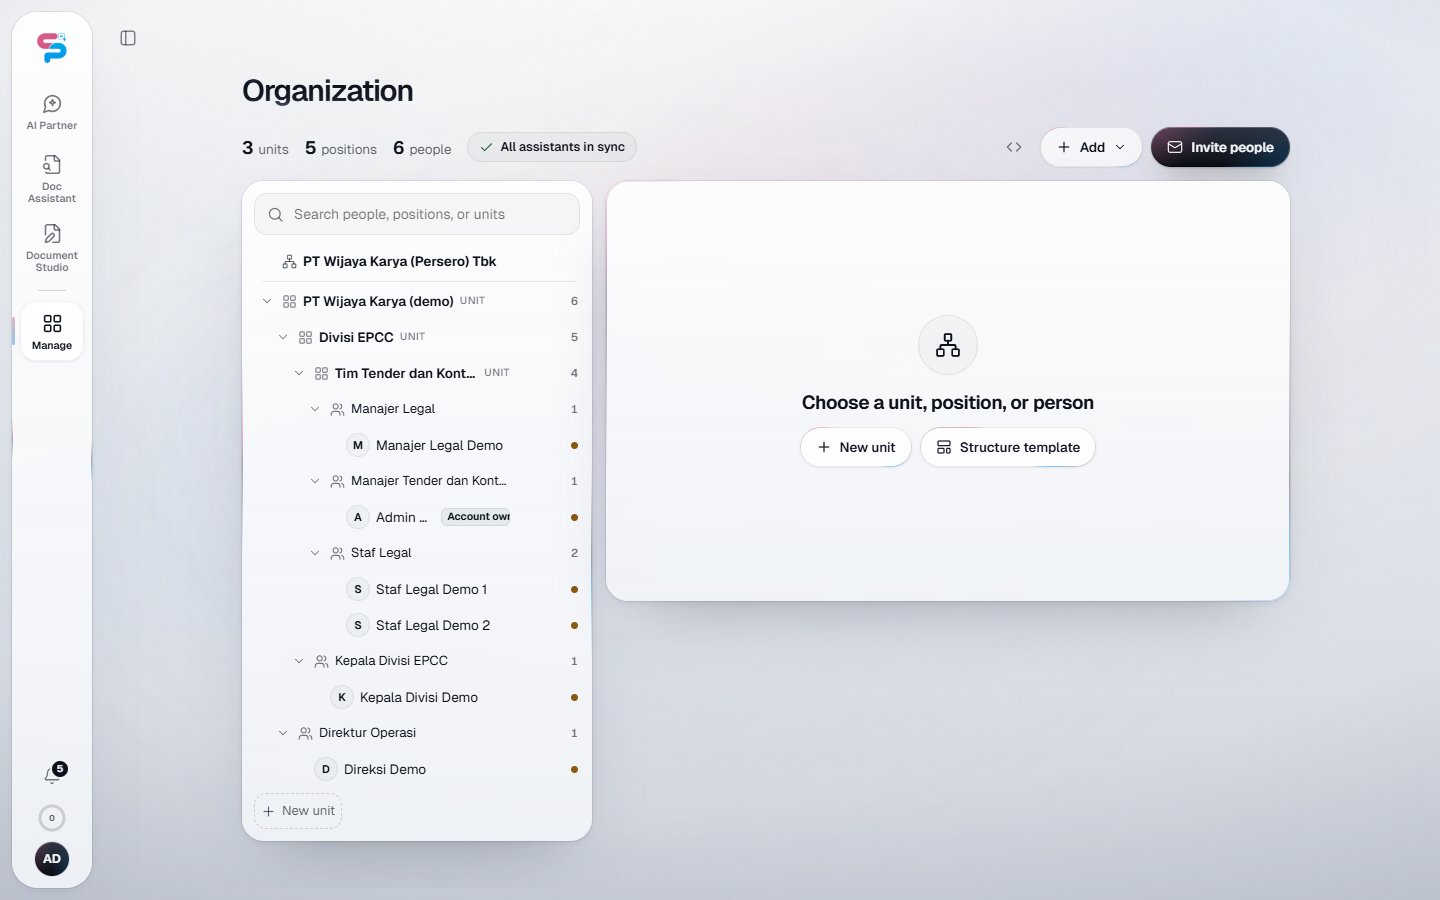 AI Partner
Doc
Assistant
Document
Studio
Manage
5
0
AD
Organization
3 units 5 positions 6 people All assistants in sync
Add
Invite people
Search people, positions, or units
PT Wijaya Karya (Persero) Tbk
PT Wijaya Karya (demo) UNIT 6
Divisi EPCC UNIT 5
Tim Tender dan Kont... UNIT 4
Manajer Legal 1
M Manajer Legal Demo
Manajer Tender dan Kont... 1
A Admin ... Account own
Staf Legal 2
S Staf Legal Demo 1
S Staf Legal Demo 2
Kepala Divisi EPCC 1
K Kepala Divisi Demo
Direktur Operasi 1
D Direksi Demo
New unit
Choose a unit, position, or person
New unit
Structure template